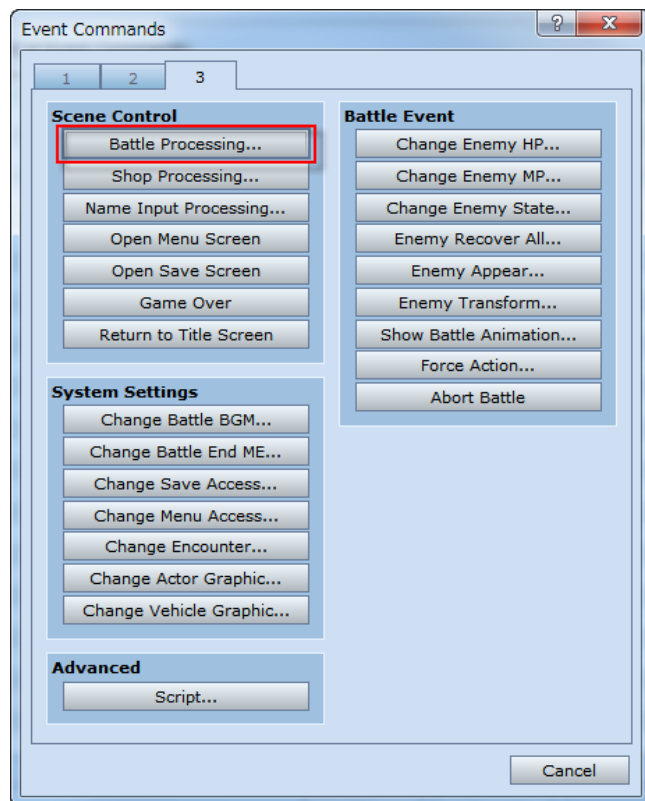 Event Commands
?
X
1 2 3
Scene Control
Battle Processing...
Shop Processing...
Name Input Processing...
Open Menu Screen
Open Save Screen
Game Over
Return to Title Screen
System Settings
Change Battle BGM...
Change Battle End ME...
Change Save Access...
Change Menu Access...
Change Encounter...
Change Actor Graphic...
Change Vehicle Graphic...
Advanced
Script...
Battle Event
Change Enemy HP...
Change Enemy MP...
Change Enemy State...
Enemy Recover All...
Enemy Appear...
Enemy Transform...
Show Battle Animation...
Force Action...
Abort Battle
Cancel